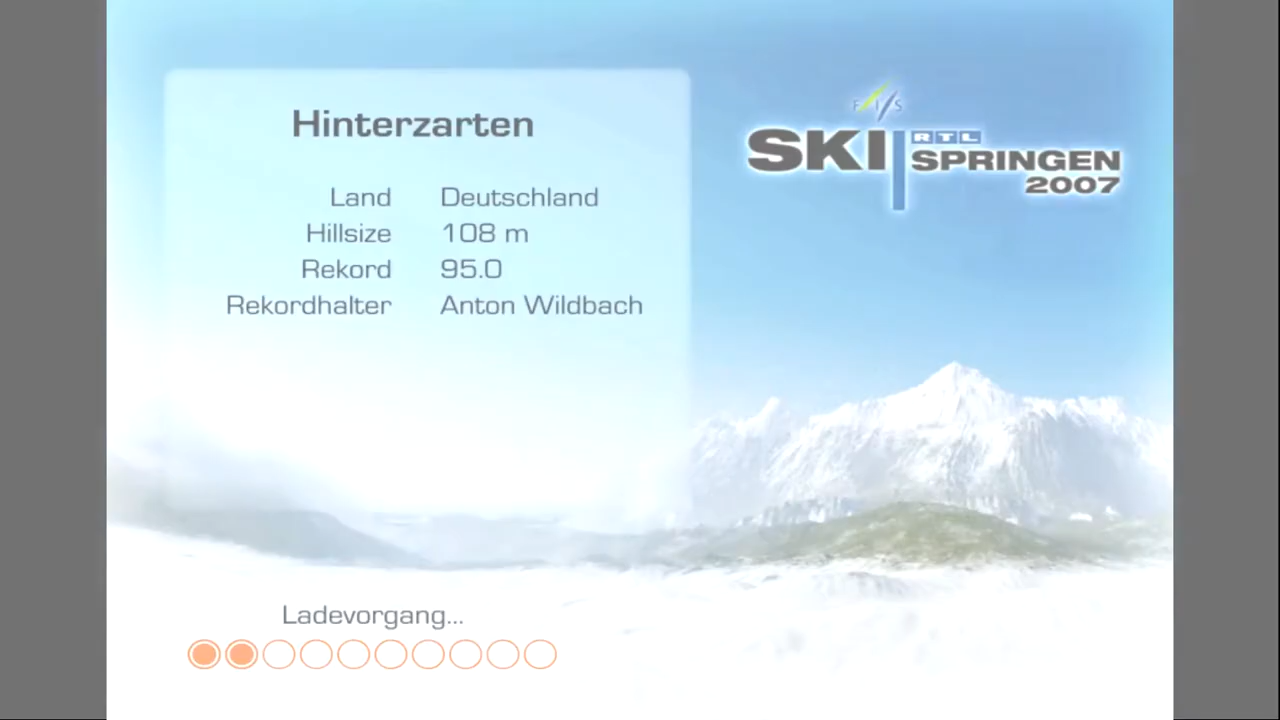 Hinterzarten
Land Deutschland
Hillsize 108 m
Rekord 95.0
Rekordhalter Anton Wildbach
FIS
SKI RTL SPRINGEN
2007
Ladevorgang...